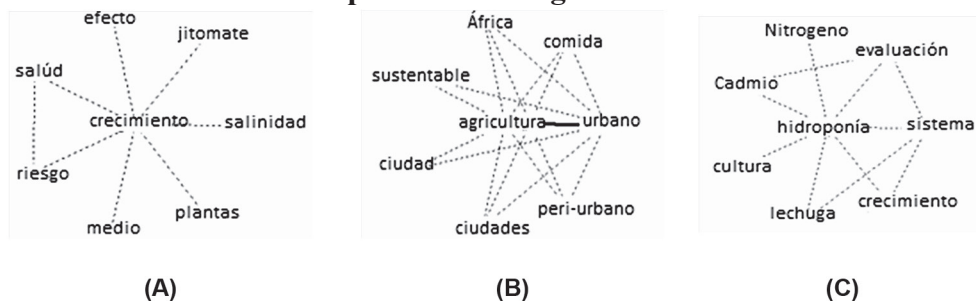 efecto
jitomate
salúd
crecimiento
salinidad
riesgo
plantas
medio
(A)
África
comida
sustentable
agricultura
urbano
ciudad
peri-urbano
ciudades
(B)
Nitrogeno
evaluación
Cadmio
hidroponía
sistema
cultura
crecimiento
lechuga
(C)